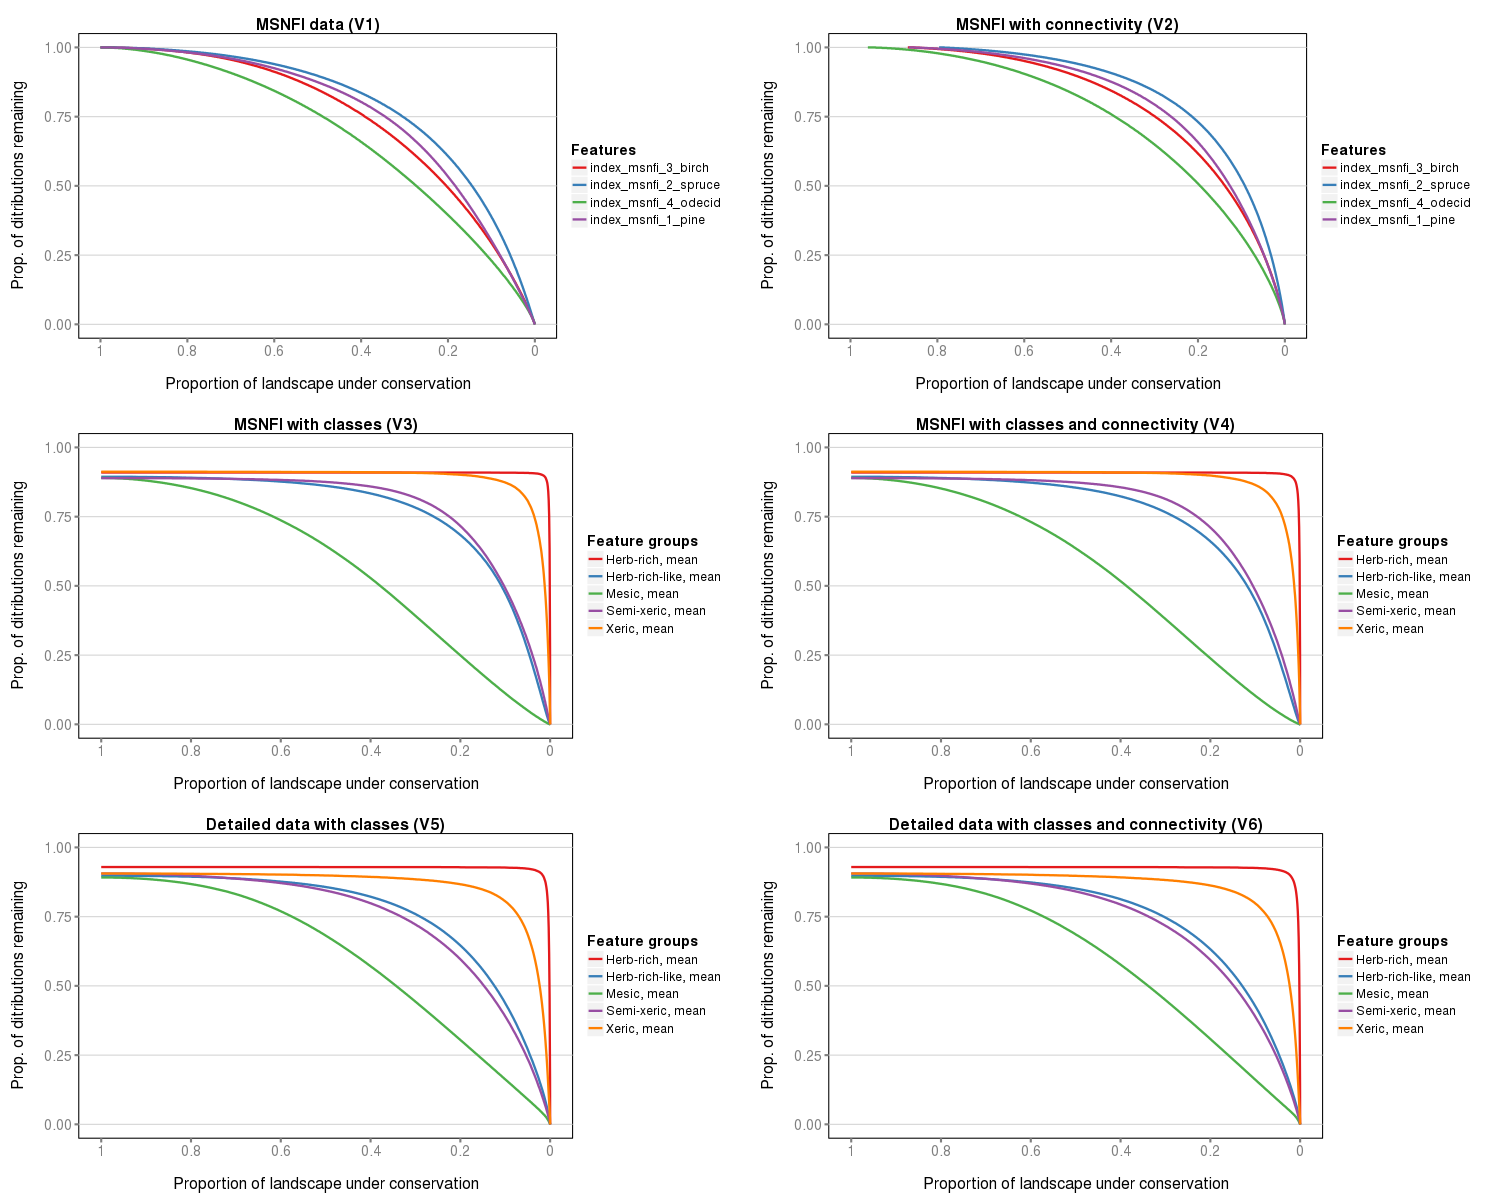 MSNFI data (V1)
Prop. of ditributions remaining
1.00
0.75
0.50
0.25
0.00
1 0.8 0.6 0.4 0.2 0
Proportion of landscape under conservation
Features
index_msnfi_3_birch
index_msnfi_2_spruce
index_msnfi_4_odecid
index_msnfi_1_pine
MSNFI with connectivity (V2)
Prop. of ditributions remaining
1.00
0.75
0.50
0.25
0.00
1 0.8 0.6 0.4 0.2 0
Proportion of landscape under conservation
Features
index_msnfi_3_birch
index_msnfi_2_spruce
index_msnfi_4_odecid
index_msnfi_1_pine
MSNFI with classes (V3)
Prop. of ditributions remaining
1.00
0.75
0.50
0.25
0.00
1 0.8 0.6 0.4 0.2 0
Proportion of landscape under conservation
Feature groups
Herb-rich, mean
Herb-rich-like, mean
Mesic, mean
Semi-xeric, mean
Xeric, mean
MSNFI with classes and connectivity (V4)
Prop. of ditributions remaining
1.00
0.75
0.50
0.25
0.00
1 0.8 0.6 0.4 0.2 0
Proportion of landscape under conservation
Feature groups
Herb-rich, mean
Herb-rich-like, mean
Mesic, mean
Semi-xeric, mean
Xeric, mean
Detailed data with classes (V5)
Prop. of ditributions remaining
1.00
0.75
0.50
0.25
0.00
1 0.8 0.6 0.4 0.2 0
Proportion of landscape under conservation
Feature groups
Herb-rich, mean
Herb-rich-like, mean
Mesic, mean
Semi-xeric, mean
Xeric, mean
Detailed data with classes and connectivity (V6)
Prop. of ditributions remaining
1.00
0.75
0.50
0.25
0.00
1 0.8 0.6 0.4 0.2 0
Proportion of landscape under conservation
Feature groups
Herb-rich, mean
Herb-rich-like, mean
Mesic, mean
Semi-xeric, mean
Xeric, mean